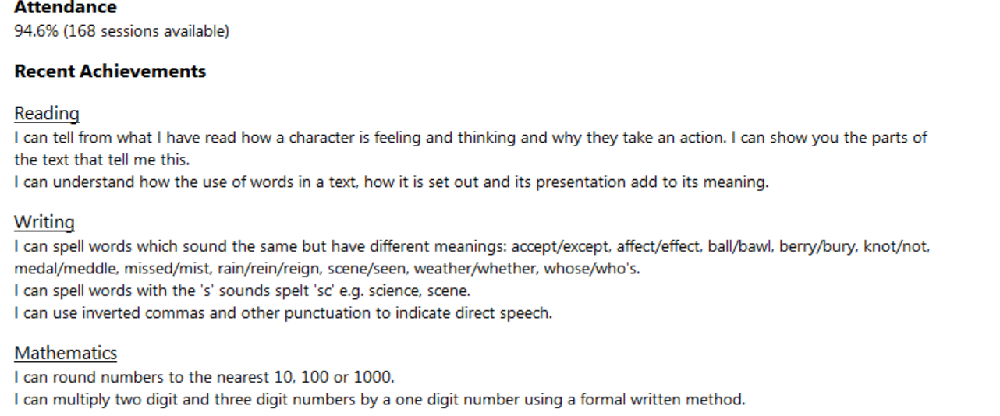 Attendance
94.6% (168 sessions available)
Recent Achievements
Reading
I can tell from what I have read how a character is feeling and thinking and why they take an action. I can show you the parts of
the text that tell me this.
I can understand how the use of words in a text, how it is set out and its presentation add to its meaning.
Writing
I can spell words which sound the same but have different meanings: accept/except, affect/effect, ball/bawl, berry/bury, knot/not,
medal/meddle, missed/mist, rain/rein/reign, scene/seen, weather/whether, whose/who's.
I can spell words with the 's' sounds spelt 'sc' e.g. science, scene.
I can use inverted commas and other punctuation to indicate direct speech.
Mathematics
I can round numbers to the nearest 10, 100 or 1000.
I can multiply two digit and three digit numbers by a one digit number using a formal written method.